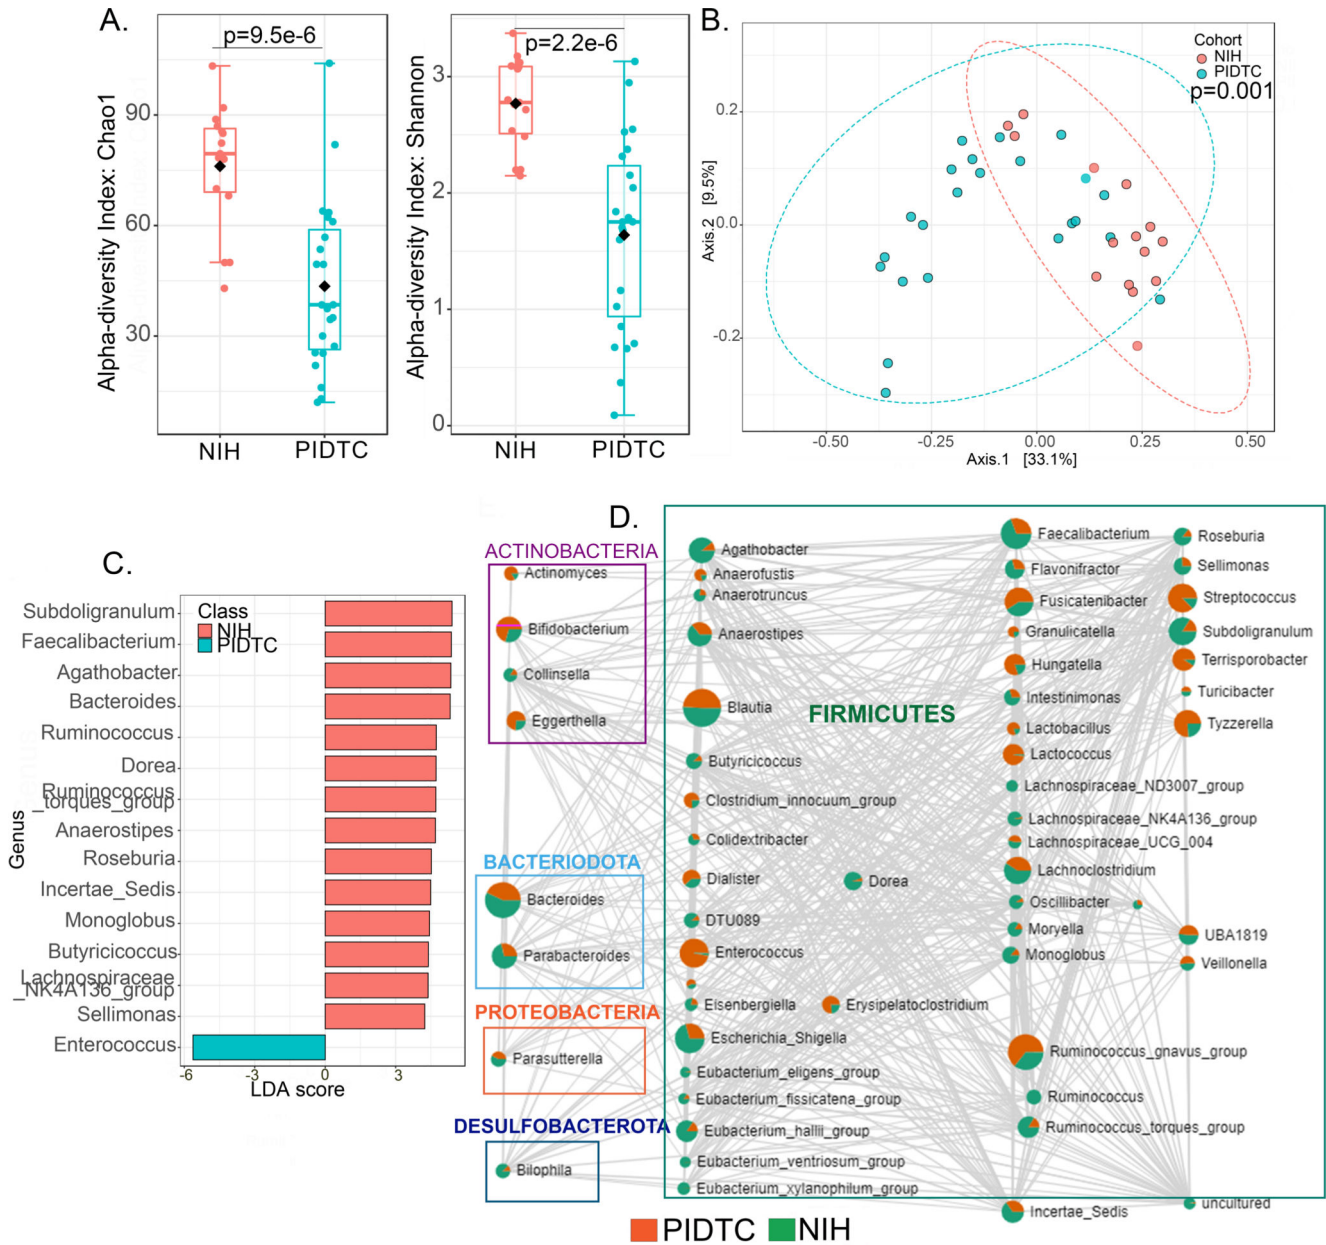 A.
p=9.5e-6
Alpha-diversity Index: Chao1
90
60
30
NIH
PIDTC
p=2.2e-6
Alpha-diversity Index: Shannon
3
2
1
0
NIH
PIDTC
B.
Cohort
NIH
PIDTC
p=0.001
Axis.2 [9.5%]
0.2
0.0
-0.2
-0.50
-0.25
0.00
0.25
0.50
Axis.1 [33.1%]
C.
Class
NIH
PIDTC
Genus
Subdoligranulum
Faecalibacterium
Agathobacter
Bacteroides
Ruminococcus
Dorea
Ruminococcus
_torques_group
Anaerostipes
Roseburia
Incertae_Sedis
Monoglobus
Butyricicoccus
Lachnospiraceae
_NK4A136_group
Sellimonas
Enterococcus
-6
-3
0
3
LDA score
D.
ACTINOBACTERIA
Actinomyces
Bifidobacterium
Collinsella
Eggerthella
BACTERIODOTA
Bacteroides
Parabacteroides
PROTEOBACTERIA
Parasutterella
DESULFOBACTEROTA
Bilophila
FIRMICUTES
Agathobacter
Anaerofustis
Anaerotruncus
Anaerostipes
Blautia
Butyricicoccus
Clostridium_innocuum_group
Colidextribacter
Dialister
Dorea
DTU089
Enterococcus
Eisenbergiella
Erysipelatoclostridium
Escherichia_Shigella
Eubacterium_eligens_group
Eubacterium_fissicatena_group
Eubacterium_hallii_group
Eubacterium_ventriosum_group
Eubacterium_xylanophilum_group
Faecalibacterium
Flavonifractor
Fusicatenibacter
Granulicatella
Hungatella
Intestinimonas
Lactobacillus
Lactococcus
Lachnospiraceae_ND3007_group
Lachnospiraceae_NK4A136_group
Lachnospiraceae_UCG_004
Lachnoclostridium
Oscillibacter
Moryella
Monoglobus
Ruminococcus_gnavus_group
Ruminococcus
Ruminococcus_torques_group
Incertae_Sedis
Roseburia
Sellimonas
Streptococcus
Subdoligranulum
Terrisporobacter
Turicibacter
Tyzzerella
UBA1819
Veillonella
uncultured
PIDTC
NIH